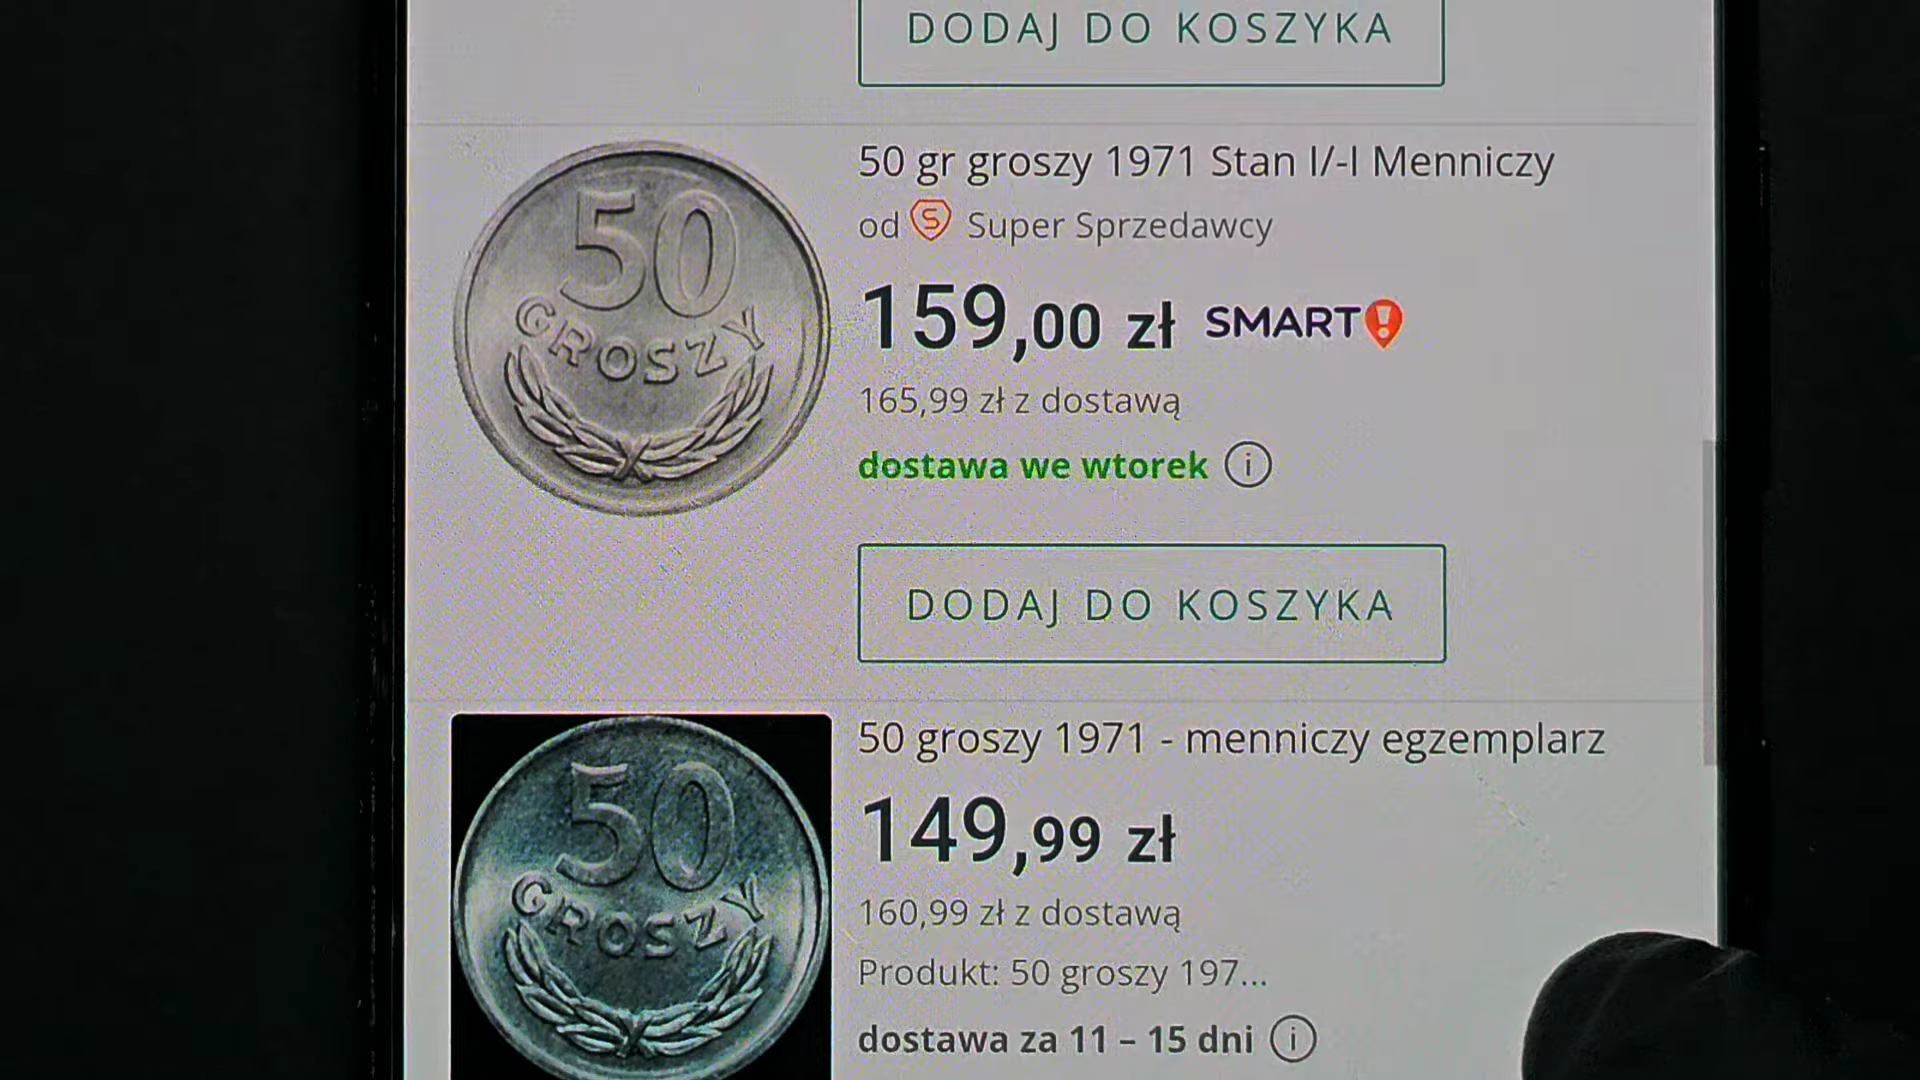 DODAJ DO KOSZYKA
50 GROSZY
50 gr groszy 1971 Stan I/-I Menniczy
od S Super Sprzedawcy
159,00 zł SMART!
165,99 zł z dostawą
dostawa we wtorek i
DODAJ DO KOSZYKA
50 GROSZY
50 groszy 1971 - menniczy egzemplarz
149,99 zł
160,99 zł z dostawą
Produkt: 50 groszy 197...
dostawa za 11 – 15 dni i